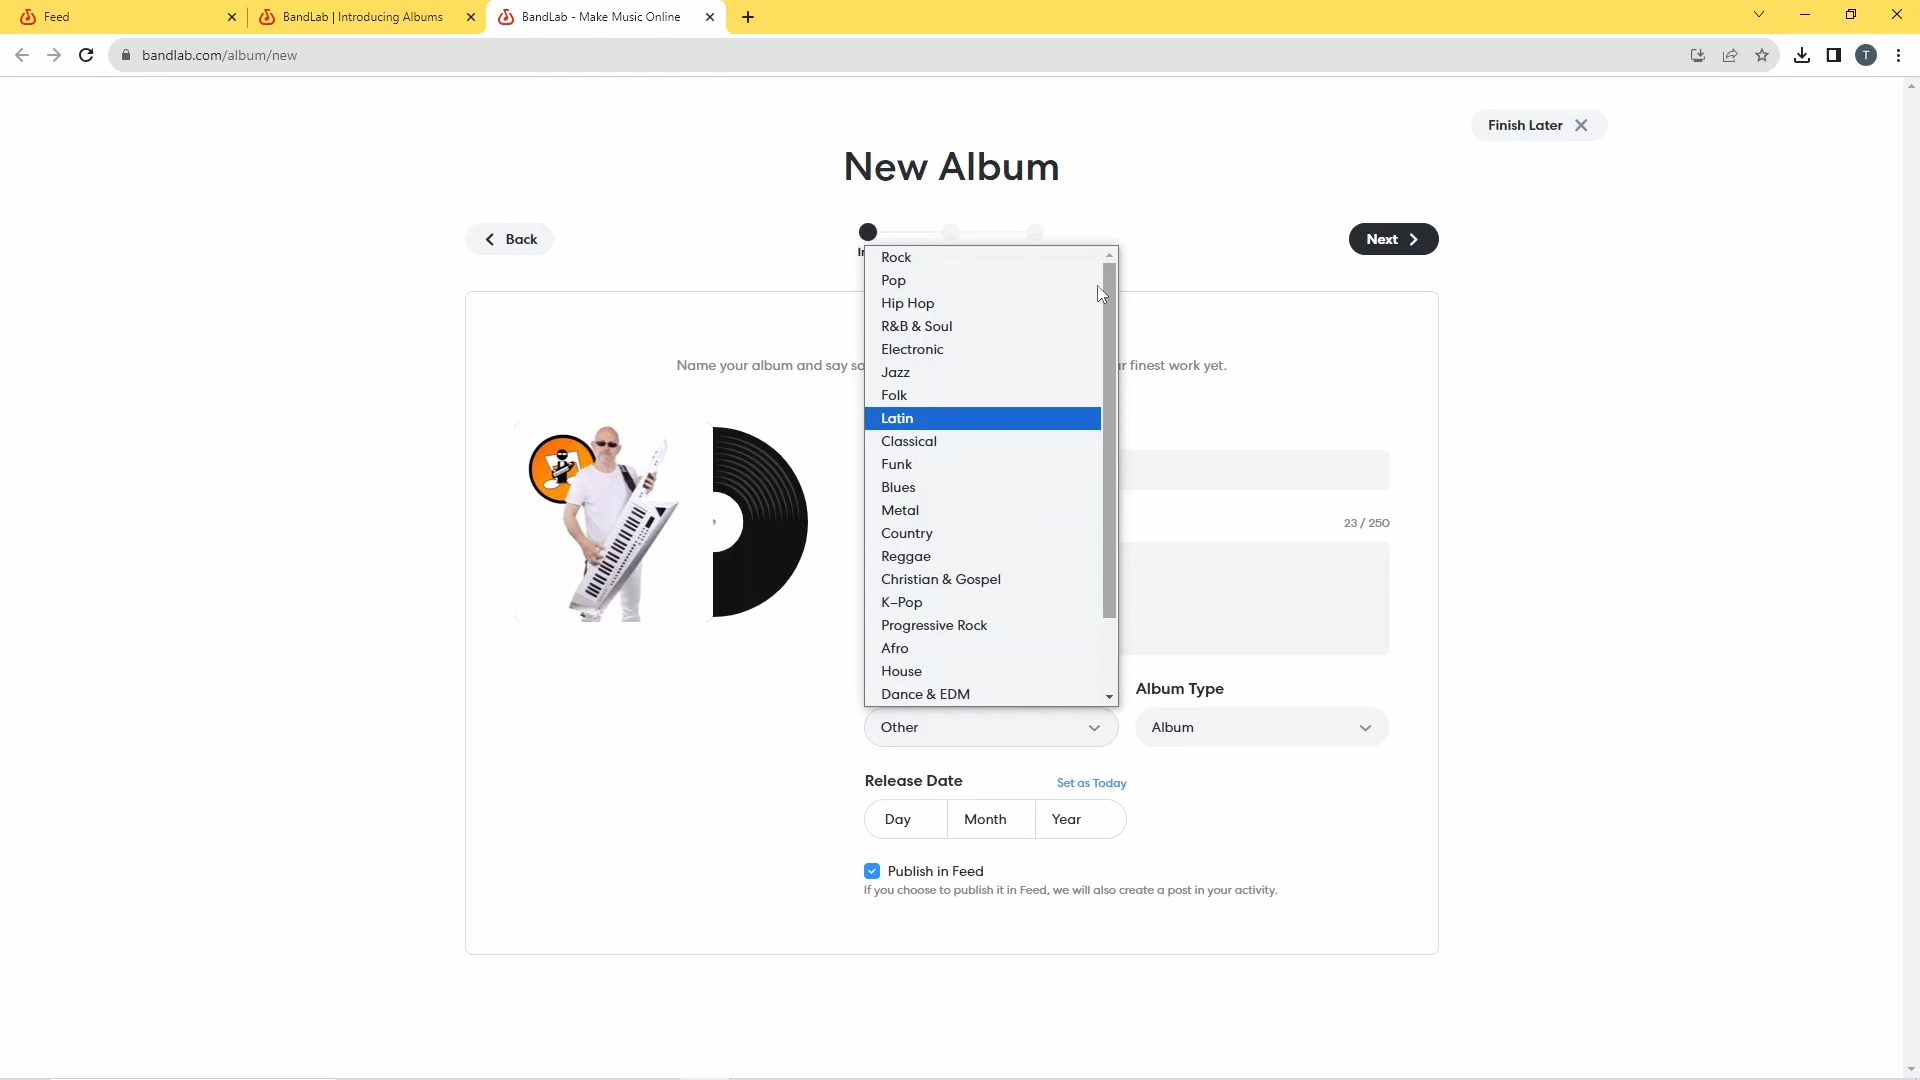 Feed
BandLab | Introducing Albums
BandLab - Make Music Online
bandlab.com/album/new
T
Finish Later
New Album
Back
Next
Rock
Pop
Hip Hop
R&B & Soul
Electronic
Name your album and say
r finest work yet.
Jazz
Folk
Latin
Classical
Funk
Blues
Metal
23 / 250
Country
Reggae
Christian & Gospel
K-Pop
Progressive Rock
Afro
House
Dance & EDM
Album Type
Other
Album
Release Date
Set as Today
Day
Month
Year
Publish in Feed
If you choose to publish it in Feed, we will also create a post in your activity.